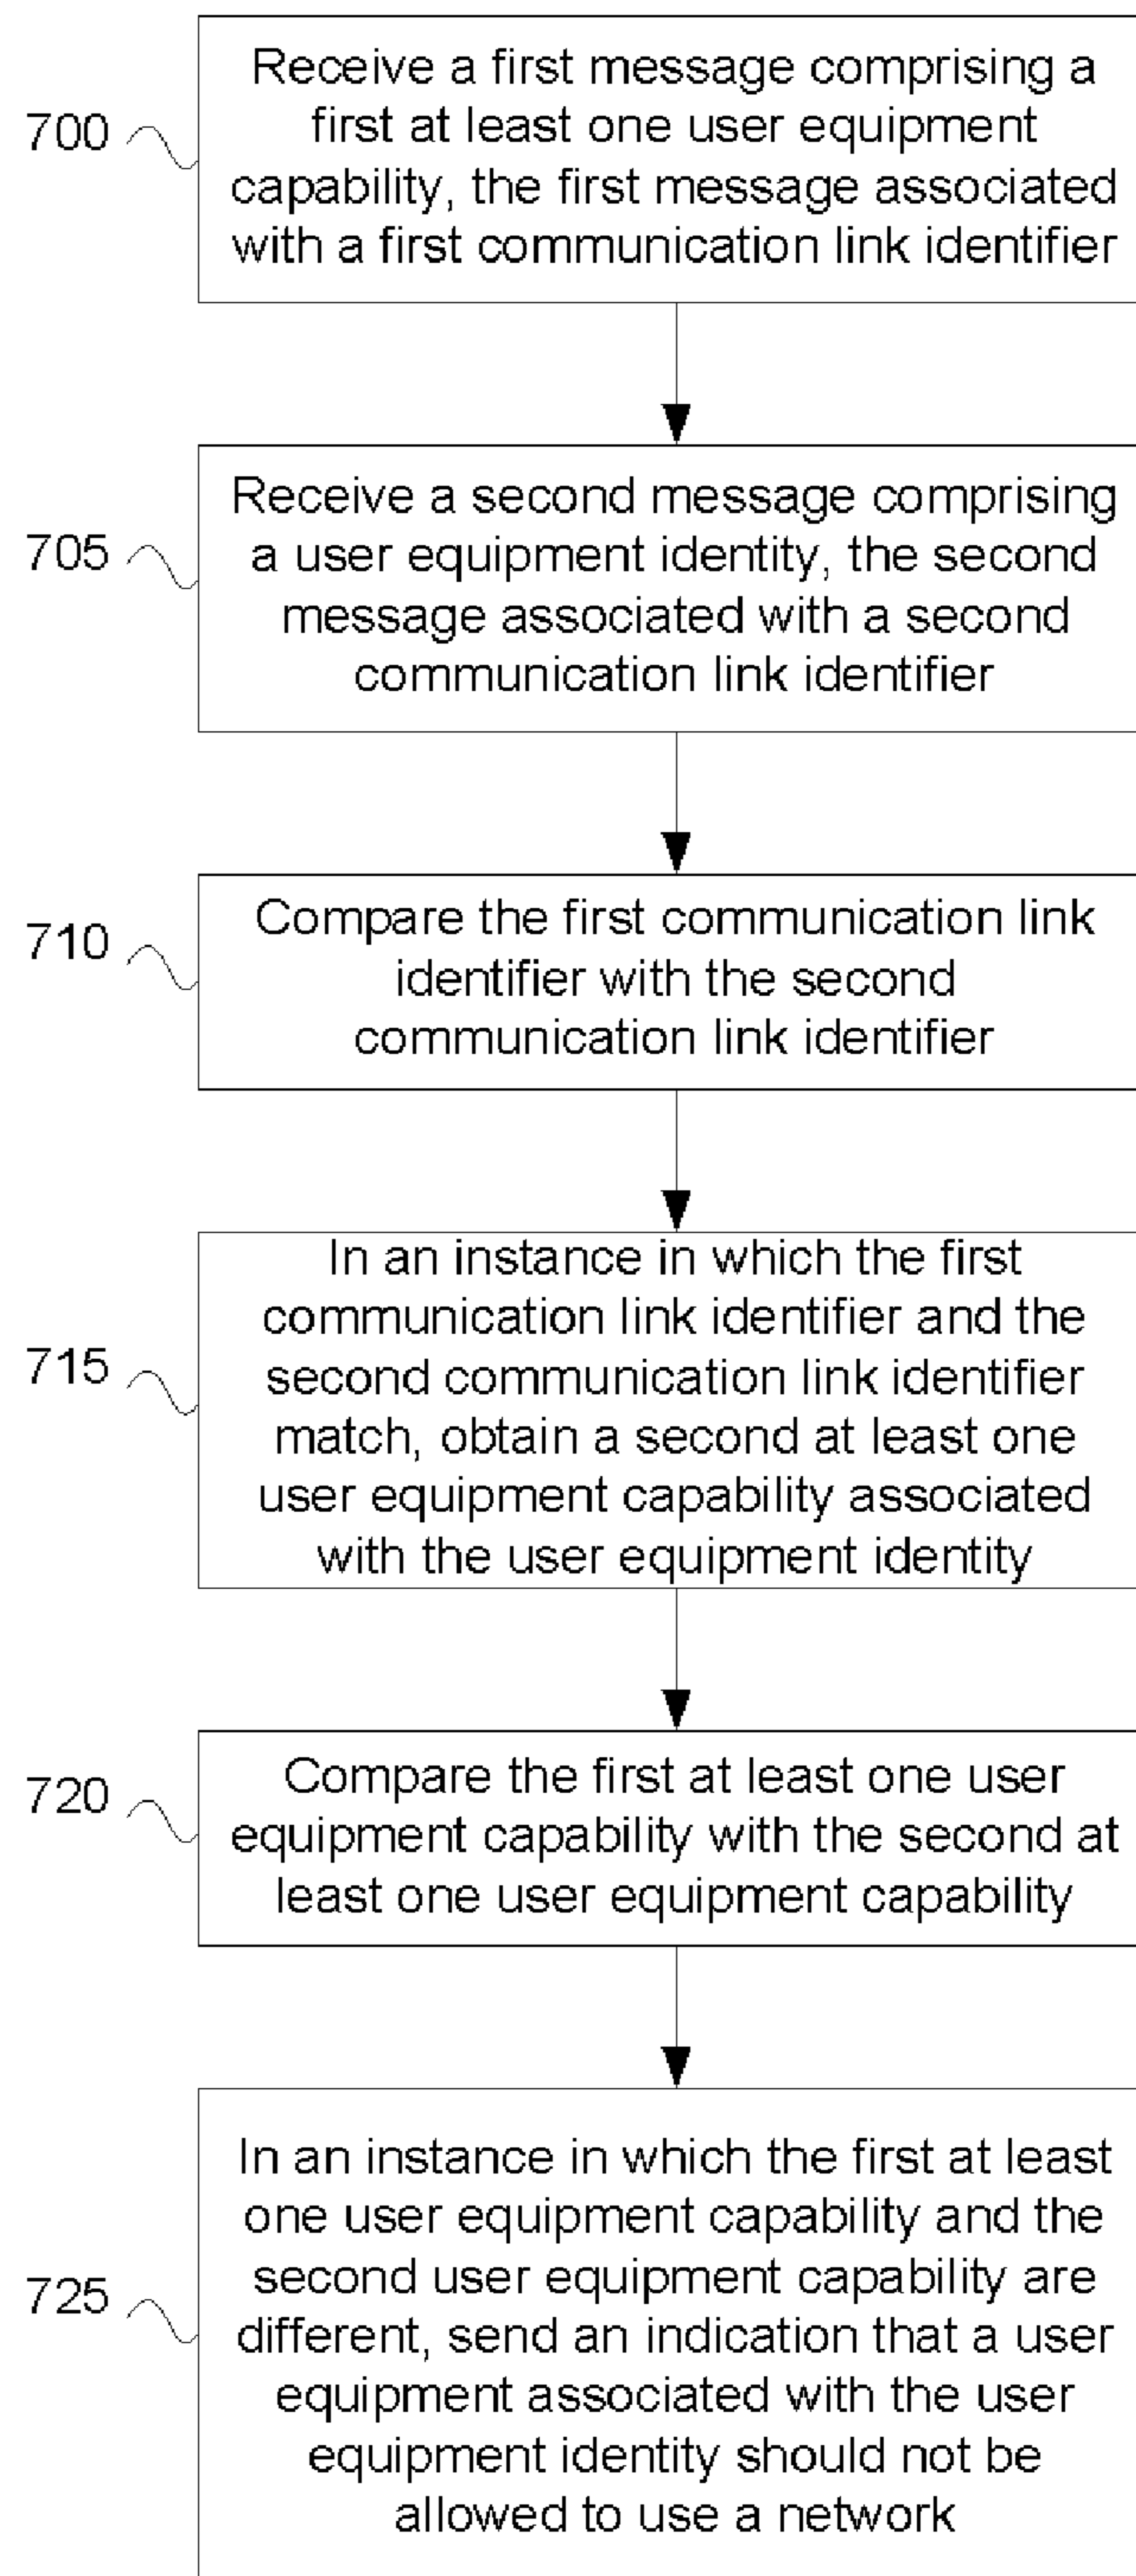 700
Receive a first message comprising a
first at least one user equipment
capability, the first message associated
with a first communication link identifier
705
Receive a second message comprising
a user equipment identity, the second
message associated with a second
communication link identifier
710
Compare the first communication link
identifier with the second
communication link identifier
715
In an instance in which the first
communication link identifier and the
second communication link identifier
match, obtain a second at least one
user equipment capability associated
with the user equipment identity
720
Compare the first at least one user
equipment capability with the second at
least one user equipment capability
725
In an instance in which the first at least
one user equipment capability and the
second user equipment capability are
different, send an indication that a user
equipment associated with the user
equipment identity should not be
allowed to use a network